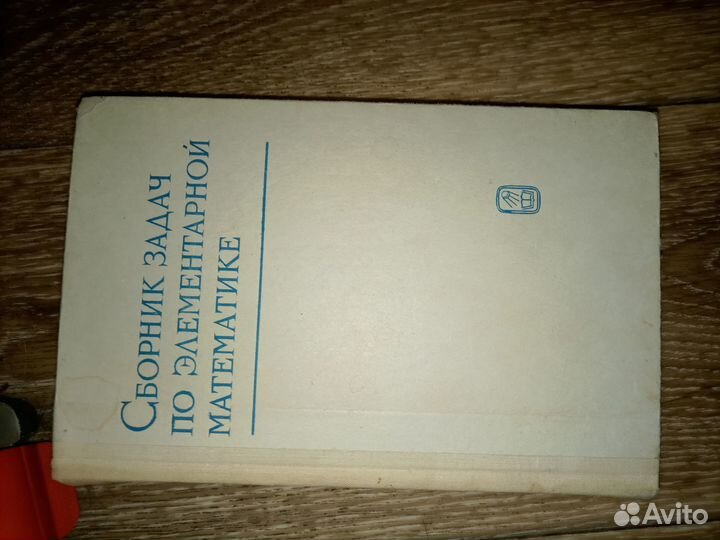 Сборник задач
по элементарной
математике
Avito